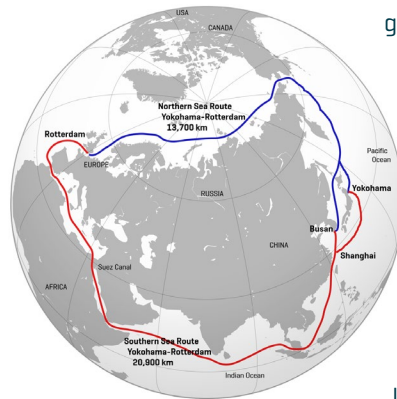 USA
CANADA
g
Northern Sea Route
Yokohama-Rotterdam
13,700 km
Rotterdam
EUROPE
Pacific
Ocean
RUSSIA
Yokohama
Busan
CHINA
Shanghai
Suez Canal
AFRICA
Southern Sea Route
Yokohama-Rotterdam
20,900 km
Indian Ocean